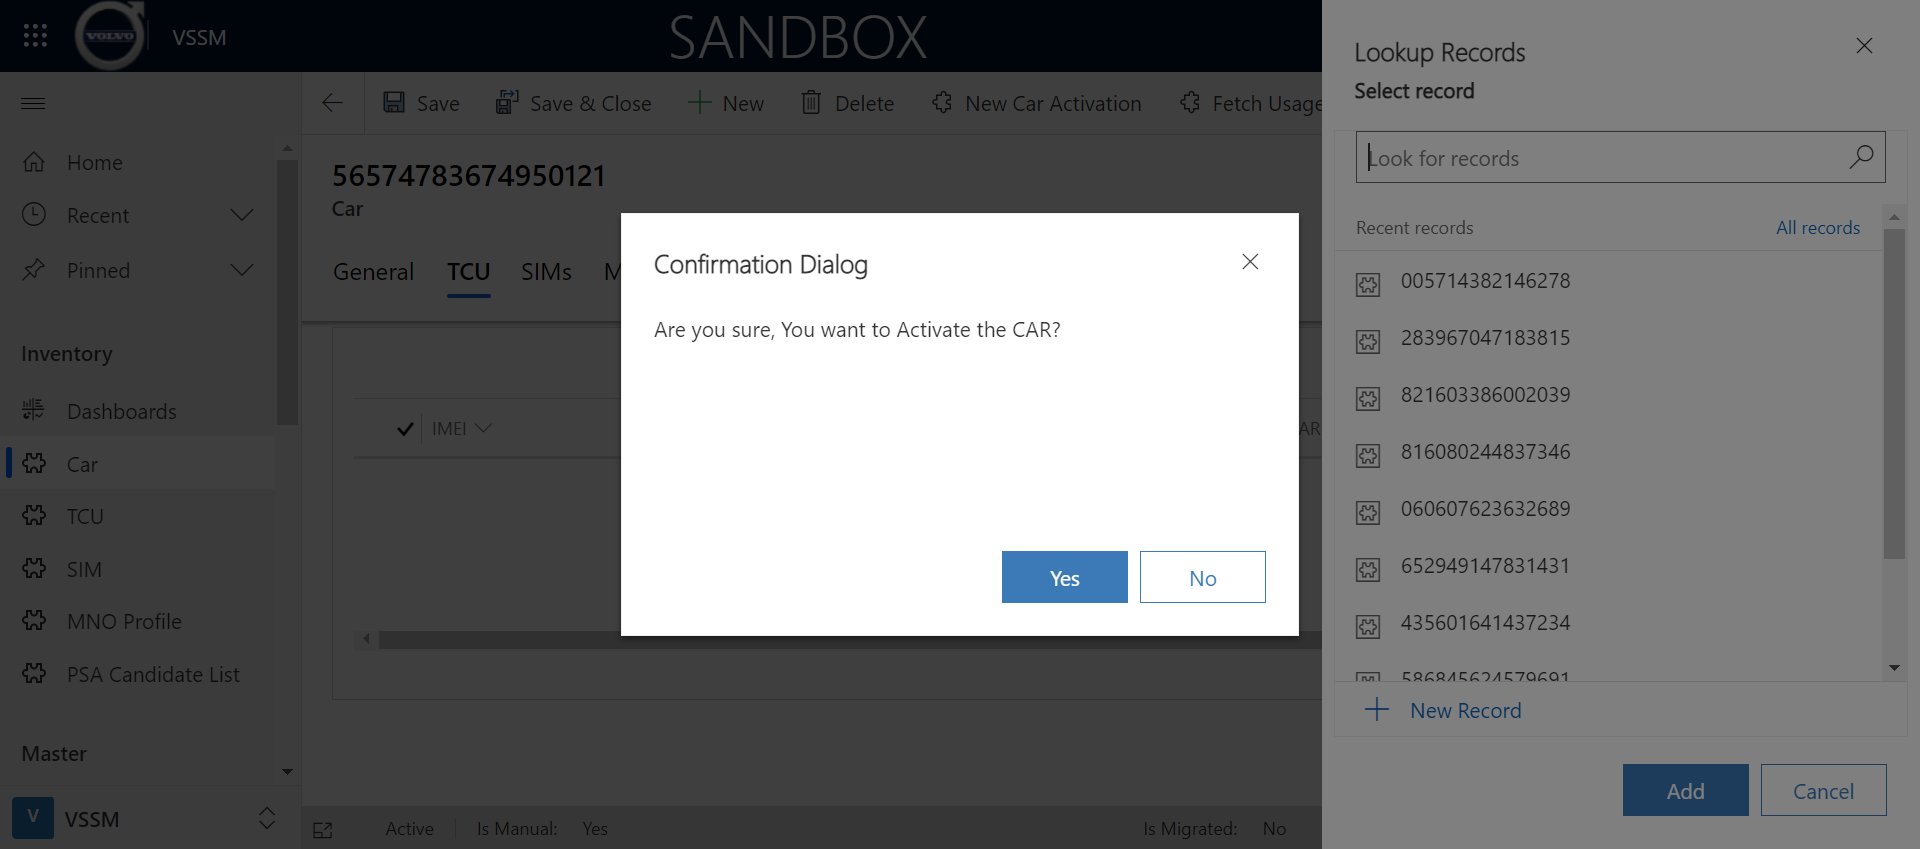 VOLVO
VSSM
SANDBOX
Save
Save & Close
New
Delete
New Car Activation
Fetch Usage
Home
Recent
Pinned
Inventory
Dashboards
Car
TCU
SIM
MNO Profile
PSA Candidate List
Master
V
VSSM
56574783674950121
Car
General
TCU
SIMs
M
IMEI
AR
Active
Is Manual:
Yes
Is Migrated:
No
Confirmation Dialog
Are you sure, You want to Activate the CAR?
Yes
No
Lookup Records
Select record
Look for records
Recent records
All records
005714382146278
283967047183815
821603386002039
816080244837346
060607623632689
652949147831431
435601641437234
586845624579691
New Record
Add
Cancel